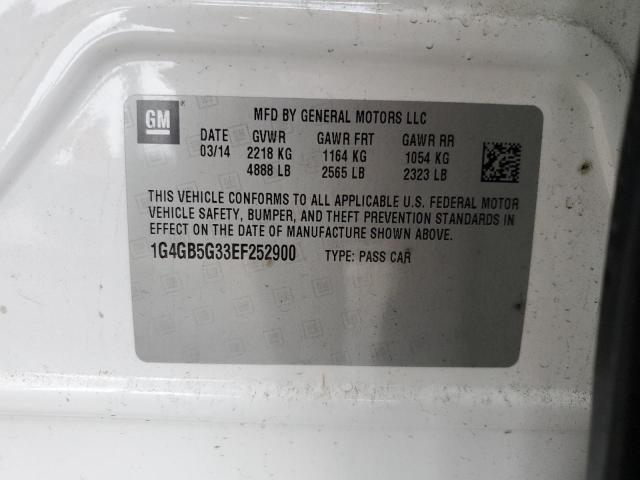 GM
MFD BY GENERAL MOTORS LLC
DATE GVWR GAWR FRT GAWR RR
03/14 2218 KG 1164 KG 1054 KG
4888 LB 2565 LB 2323 LB
THIS VEHICLE CONFORMS TO ALL APPLICABLE U.S. FEDERAL MOTOR
VEHICLE SAFETY, BUMPER, AND THEFT PREVENTION STANDARDS IN
EFFECT ON THE DATE OF MANUFACTURE SHOWN ABOVE.
1G4GB5G33EF252900 TYPE: PASS CAR